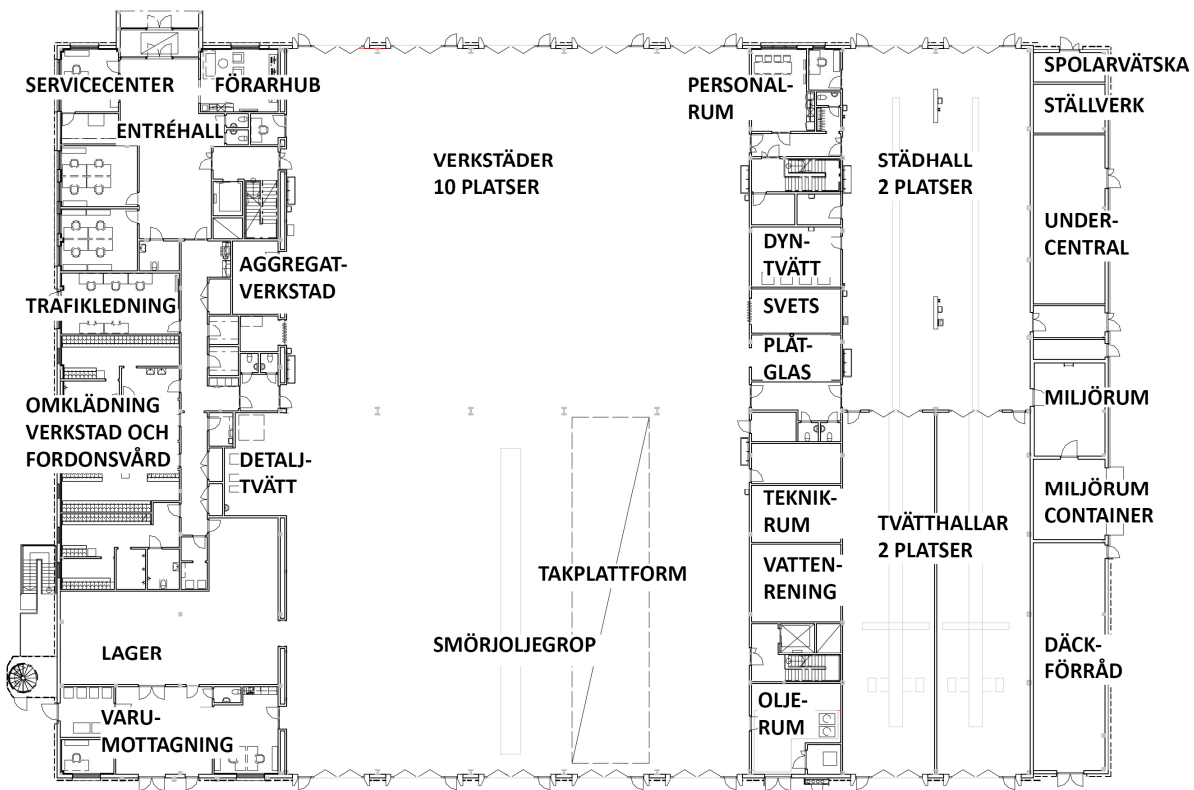 SERVICECENTER
FÖRARHUB
ENTRÉHALL
VERKSTÄDER
10 PLATSER
PERSONAL-
RUM
STÄDHALL
2 PLATSER
SPOLARVÄTSKA
STÄLLVERK
UNDER-
CENTRAL
AGGREGAT-
VERKSTAD
DYN-
TVÄTT
TRAFIKLEDNING
SVETS
PLÅT-
GLAS
OMKLÄDNING
VERKSTAD OCH
FORDONSVÅRD
MILJÖRUM
DETALJ-
TVÄTT
TEKNIK-
RUM
TVÄTTHALLAR
2 PLATSER
MILJÖRUM
CONTAINER
TAKPLATTFORM
VATTEN-
RENING
LAGER
SMÖRJOLJEGROP
DÄCK-
FÖRRÅD
VARU-
MOTTAGNING
OLJE-
RUM